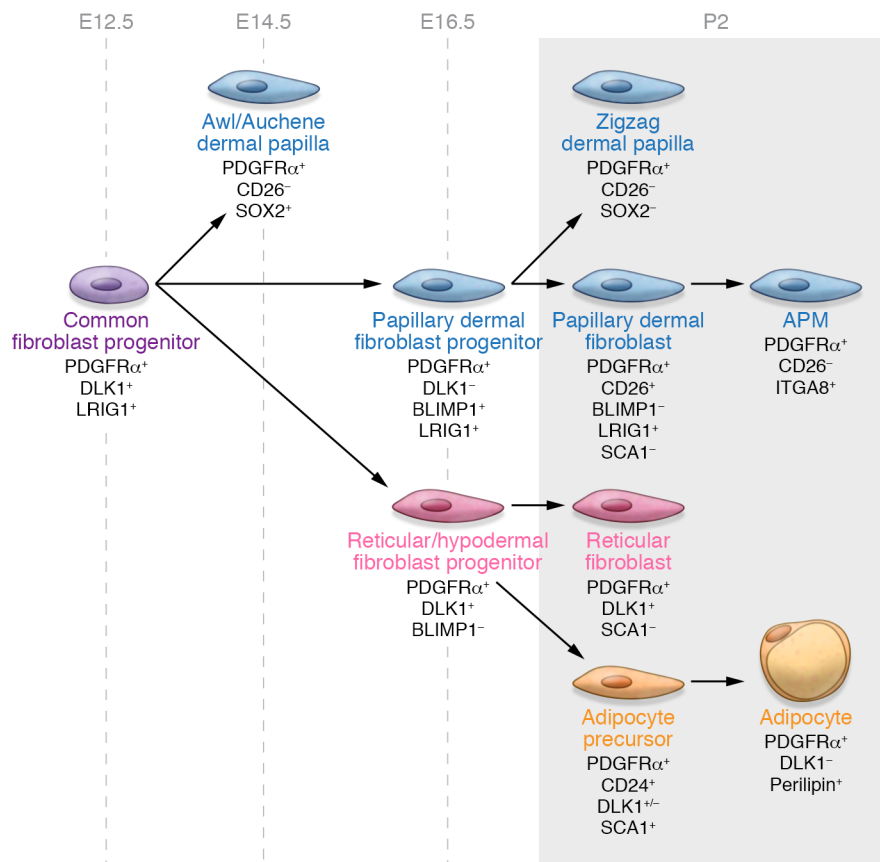 E12.5
E14.5
E16.5
P2
Awl/Auchene
dermal papilla
PDGFRα⁺
CD26⁻
SOX2⁺
Zigzag
dermal papilla
PDGFRα⁺
CD26⁻
SOX2⁻
Common
fibroblast progenitor
PDGFRα⁺
DLK1⁺
LRIG1⁺
Papillary dermal
fibroblast progenitor
PDGFRα⁺
DLK1⁻
BLIMP1⁺
LRIG1⁺
Papillary dermal
fibroblast
PDGFRα⁺
CD26⁺
BLIMP1⁻
LRIG1⁺
SCA1⁻
APM
PDGFRα⁺
CD26⁻
ITGA8⁺
Reticular/hypodermal
fibroblast progenitor
PDGFRα⁺
DLK1⁺
BLIMP1⁻
Reticular
fibroblast
PDGFRα⁺
DLK1⁺
SCA1⁻
Adipocyte
precursor
PDGFRα⁺
CD24⁺
DLK1⁺/⁻
SCA1⁺
Adipocyte
PDGFRα⁺
DLK1⁻
Perilipin⁺